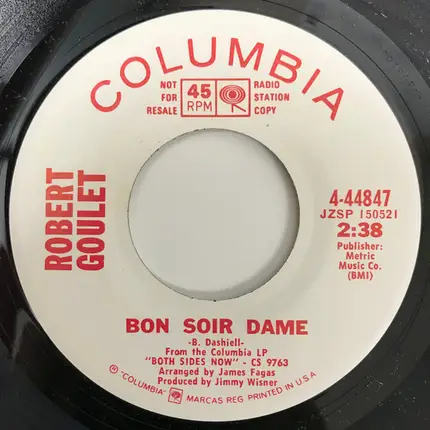 COLUMBIA
NOT FOR RESALE
45 RPM
RADIO STATION COPY
ROBERT GOULET
4-44847
JZSP 150521
2:38
Publisher:
Metric
Music Co.
(BMI)
BON SOIR DAME
-B. Dashiell-
From the Columbia LP
"BOTH SIDES NOW" - CS 9763
Arranged by James Fagas
Produced by Jimmy Wisner
Ⓟ "COLUMBIA" MARCAS REG. PRINTED IN U.S.A